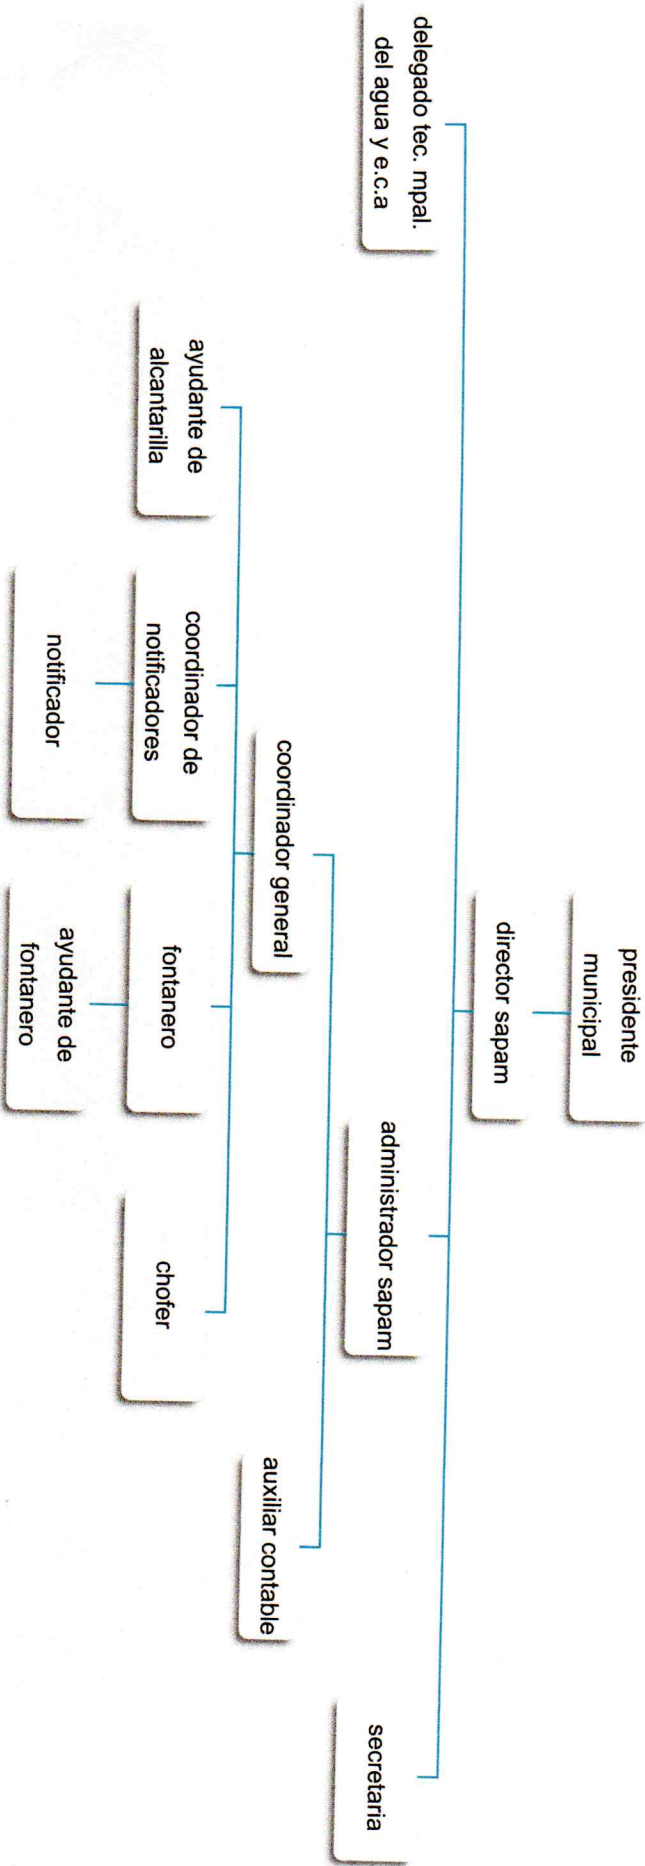 presidente
municipal
director sapam
delegado tec. mpal.
del agua y e.c.a
administrador sapam
secretaria
coordinador general
auxiliar contable
ayudante de
alcantarilla
coordinador de
notificadores
fontanero
chofer
notificador
ayudante de
fontanero